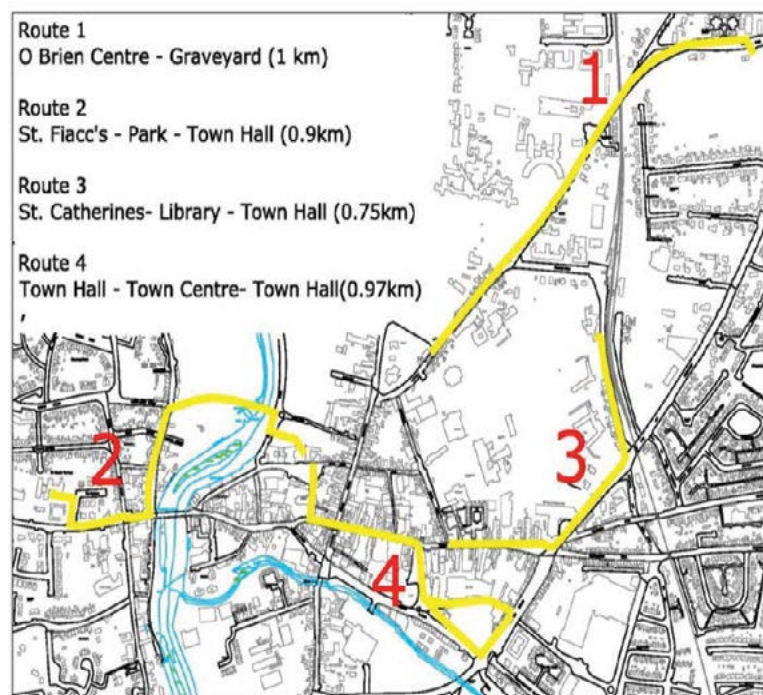 Route 1
O Brien Centre - Graveyard (1 km)
Route 2
St. Fiacc's - Park - Town Hall (0.9km)
Route 3
St. Catherines- Library - Town Hall (0.75km)
Route 4
Town Hall - Town Centre- Town Hall(0.97km)
1
2
3
4